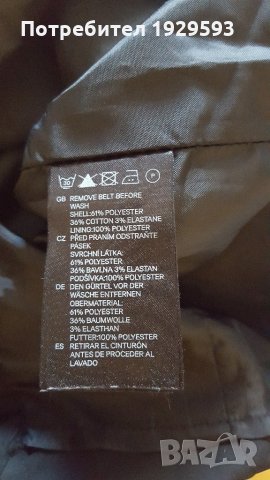 Потребител 1929593
30
GB REMOVE BELT BEFORE
WASH
SHELL:61% POLYESTER
36% COTTON 3% ELASTANE
LINING:100% POLYESTER
CZ PŘED PRANÍM ODSTRAŇTE
PÁSEK
SVRCHNÍ LÁTKA:
61% POLYESTER
36% BAVLNA 3% ELASTAN
PODŠÍVKA:100% POLYESTER
DE DEN GÜRTEL VOR DER
WÄSCHE ENTFERNEN
OBERMATERIAL:
61% POLYESTER
36% BAUMWOLLE
3% ELASTHAN
FUTTER:100% POLYESTER
ES RETIRAR EL CINTURÓN
ANTES DE PROCEDER AL
LAVADO
BAZAR
bg